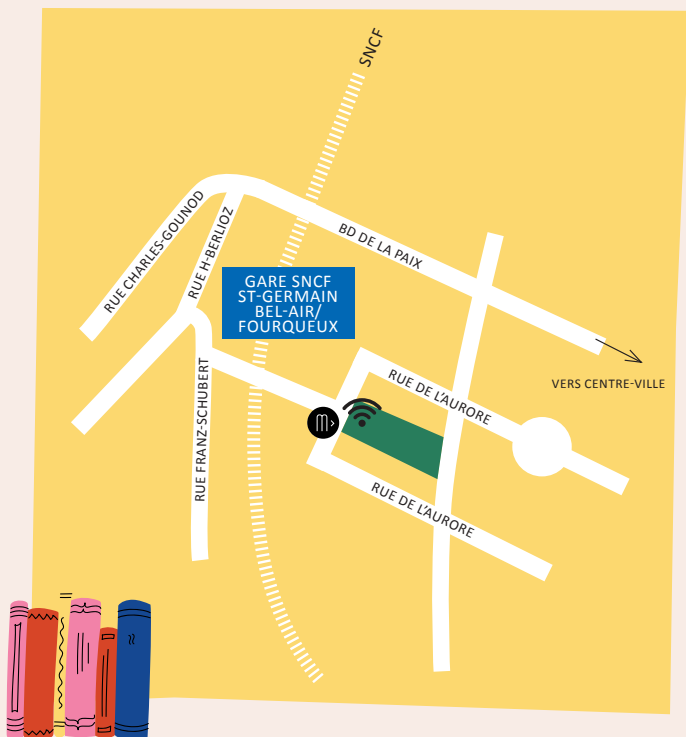 SNCF
BD DE LA PAIX
RUE CHARLES-GOUNOD
RUE H-BERLIOZ
GARE SNCF
ST-GERMAIN
BEL-AIR/
FOURQUEUX
VERS CENTRE-VILLE
RUE DE L'AURORE
RUE FRANZ-SCHUBERT
M>
RUE DE L'AURORE